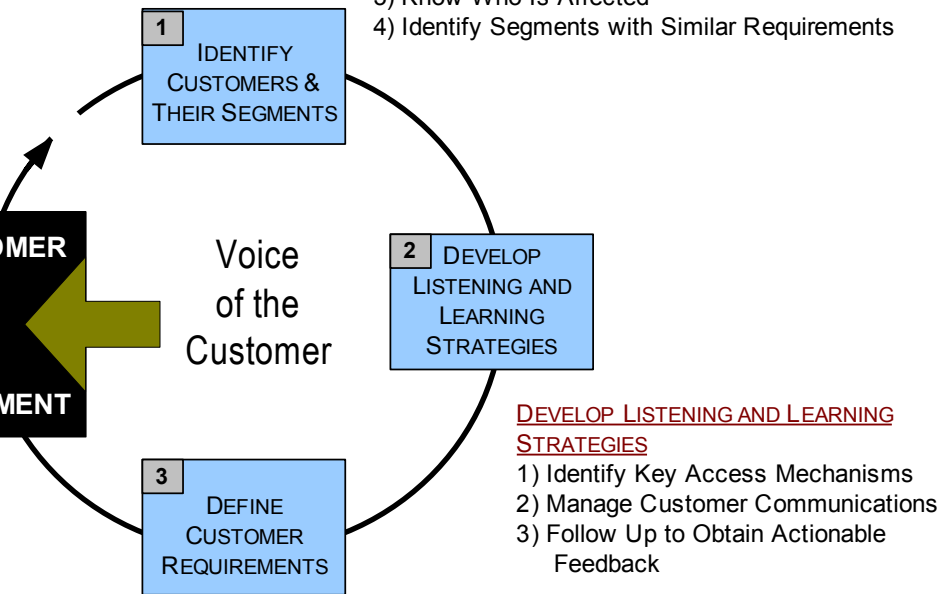 4) Identify Segments with Similar Requirements
1
IDENTIFY
CUSTOMERS &
THEIR SEGMENTS
Voice
of the
Customer
2
DEVELOP
LISTENING AND
LEARNING
STRATEGIES
DEVELOP LISTENING AND LEARNING
STRATEGIES
1) Identify Key Access Mechanisms
2) Manage Customer Communications
3) Follow Up to Obtain Actionable
Feedback
3
DEFINE
CUSTOMER
REQUIREMENTS